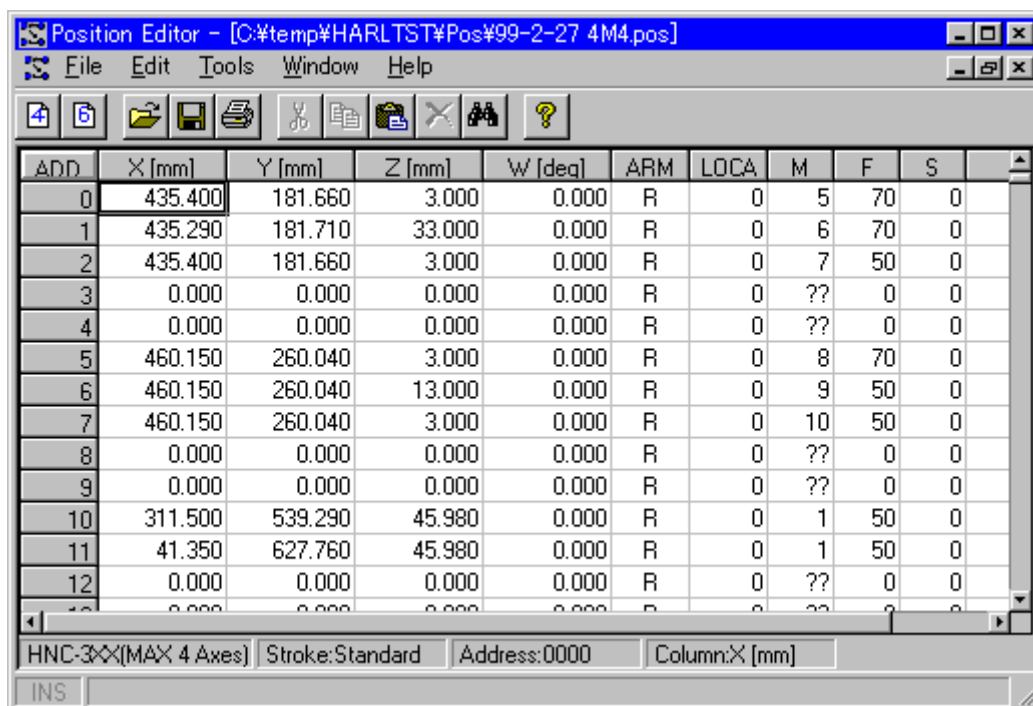 Position Editor - [C:¥temp¥HARLTST¥Pos¥99-2-27 4M4.pos]
File Edit Tools Window Help
4 6 ?
ADD X [mm] Y [mm] Z [mm] W [deg] ARM LOCA M F S
0 435.400 181.660 3.000 0.000 R 0 5 70 0
1 435.290 181.710 33.000 0.000 R 0 6 70 0
2 435.400 181.660 3.000 0.000 R 0 7 50 0
3 0.000 0.000 0.000 0.000 R 0 ?? 0 0
4 0.000 0.000 0.000 0.000 R 0 ?? 0 0
5 460.150 260.040 3.000 0.000 R 0 8 70 0
6 460.150 260.040 13.000 0.000 R 0 9 50 0
7 460.150 260.040 3.000 0.000 R 0 10 50 0
8 0.000 0.000 0.000 0.000 R 0 ?? 0 0
9 0.000 0.000 0.000 0.000 R 0 ?? 0 0
10 311.500 539.290 45.980 0.000 R 0 1 50 0
11 41.350 627.760 45.980 0.000 R 0 1 50 0
12 0.000 0.000 0.000 0.000 R 0 ?? 0 0
HNC-3XX(MAX 4 Axes) Stroke:Standard Address:0000 Column:X [mm]
INS